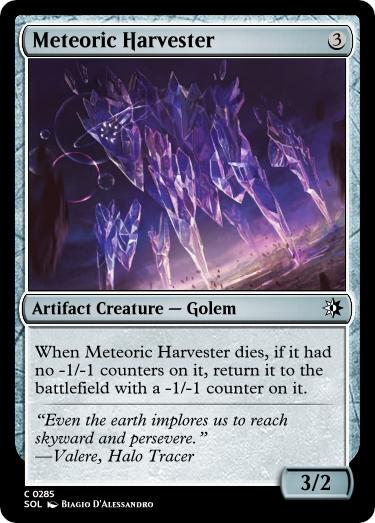 Meteoric Harvester
3
Artifact Creature — Golem
When Meteoric Harvester dies, if it had
no -1/-1 counters on it, return it to the
battlefield with a -1/-1 counter on it.
“Even the earth implores us to reach
skyward and persevere.”
—Valere, Halo Tracer
3/2
C 0285
SOL Biagio D'Alessandro